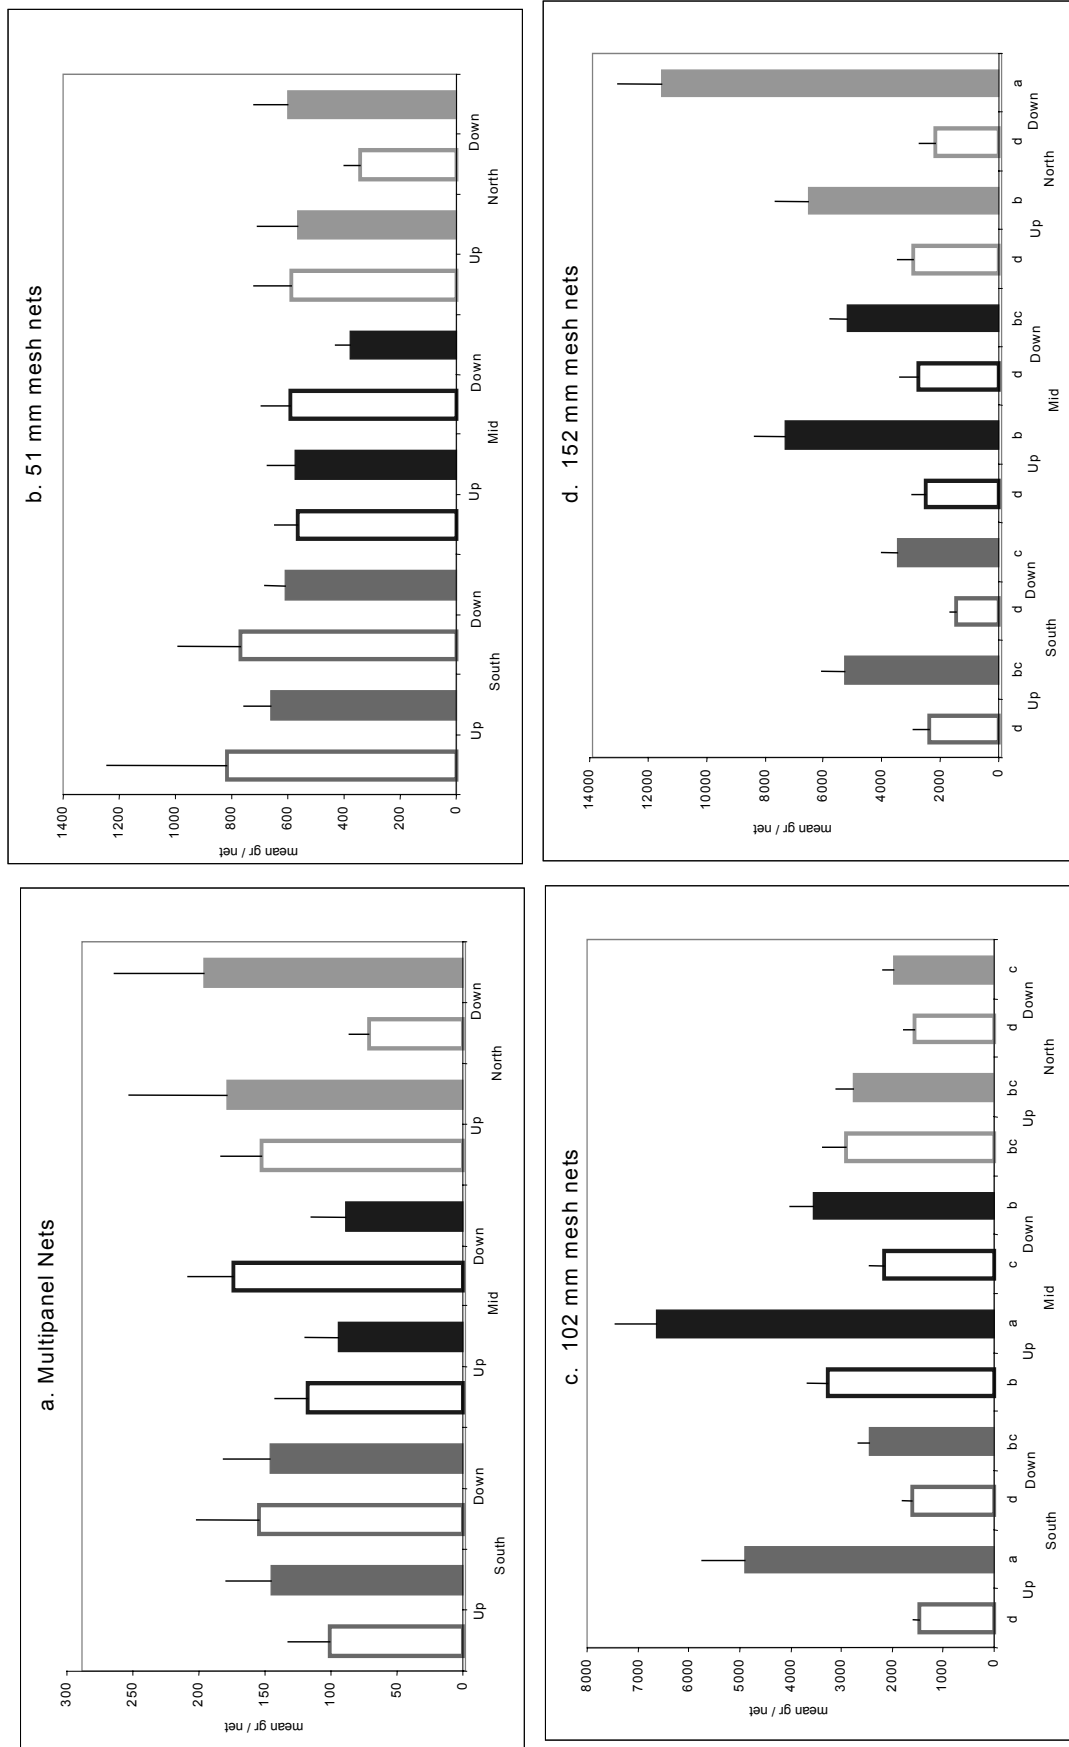 a. Multipanel Nets
mean gr / net
300
250
200
150
100
50
0
Up Down Up Down Up Down
South Mid North
b. 51 mm mesh nets
mean gr / net
1400
1200
1000
800
600
400
200
0
Up Down Up Down Up Down
South Mid North
c. 102 mm mesh nets
mean gr / net
8000
7000
6000
5000
4000
3000
2000
1000
0
d a d bc b a c b bc bc d c
Up Down Up Down Up Down
South Mid North
d. 152 mm mesh nets
mean gr / net
14000
12000
10000
8000
6000
4000
2000
0
d bc d c d b d bc d b d a
Up Down Up Down Up Down
South Mid North